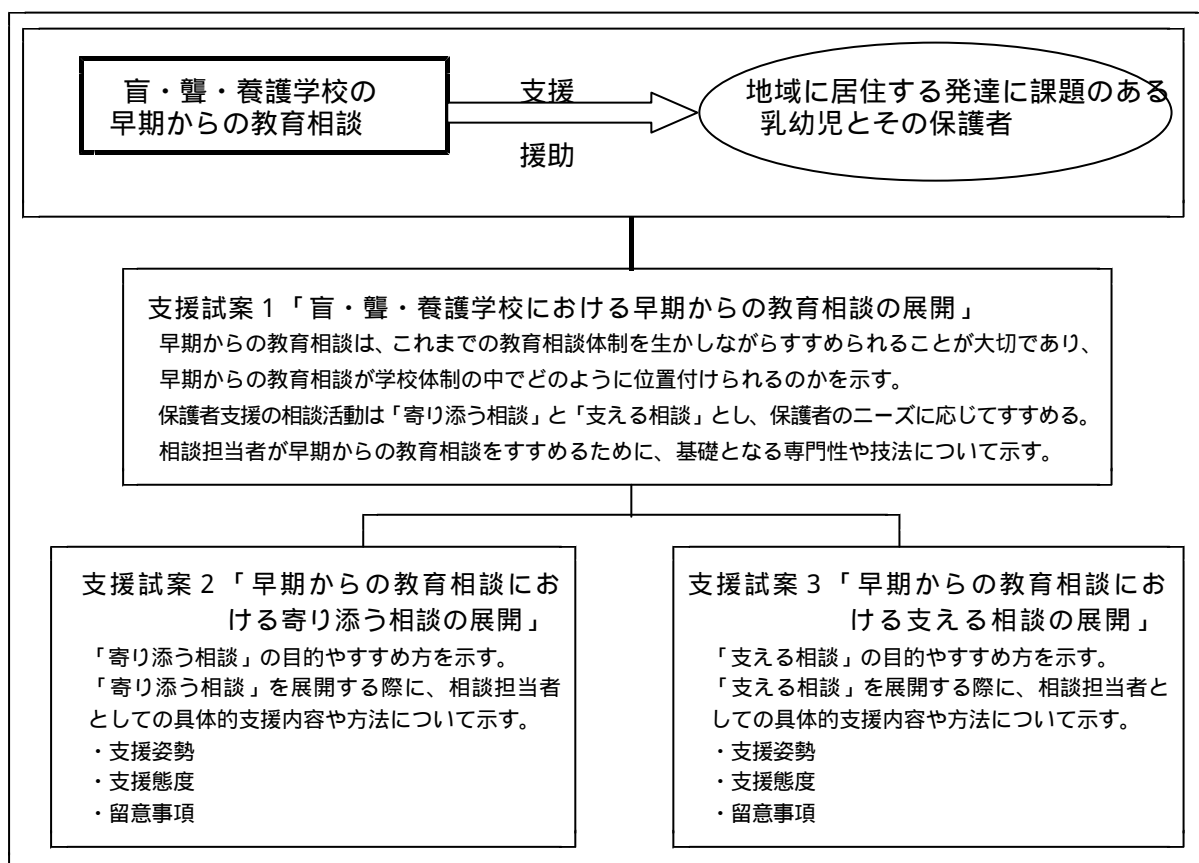 盲・聾・養護学校の
早期からの教育相談
支援
援助
地域に居住する発達に課題のある
乳幼児とその保護者
支援試案1「盲・聾・養護学校における早期からの教育相談の展開」
早期からの教育相談は、これまでの教育相談体制を生かしながらすすめられることが大切であり、
早期からの教育相談が学校体制の中でどのように位置付けられるのかを示す。
保護者支援の相談活動は「寄り添う相談」と「支える相談」とし、保護者のニーズに応じてすすめる。
相談担当者が早期からの教育相談をすすめるために、基礎となる専門性や技法について示す。
支援試案2「早期からの教育相談にお
ける寄り添う相談の展開」
「寄り添う相談」の目的やすすめ方を示す。
「寄り添う相談」を展開する際に、相談担当者
としての具体的支援内容や方法について示す。
・支援姿勢
・支援態度
・留意事項
支援試案3「早期からの教育相談にお
ける支える相談の展開」
「支える相談」の目的やすすめ方を示す。
「支える相談」を展開する際に、相談担当者と
しての具体的支援内容や方法について示す。
・支援姿勢
・支援態度
・留意事項